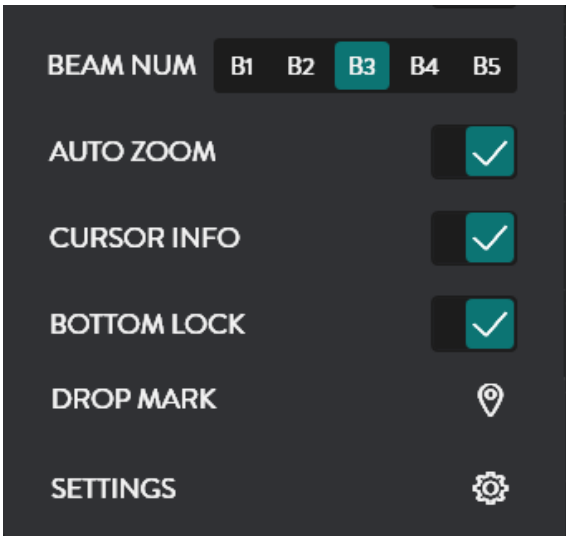 BEAM NUM B1 B2 B3 B4 B5
AUTO ZOOM
CURSOR INFO
BOTTOM LOCK
DROP MARK
SETTINGS